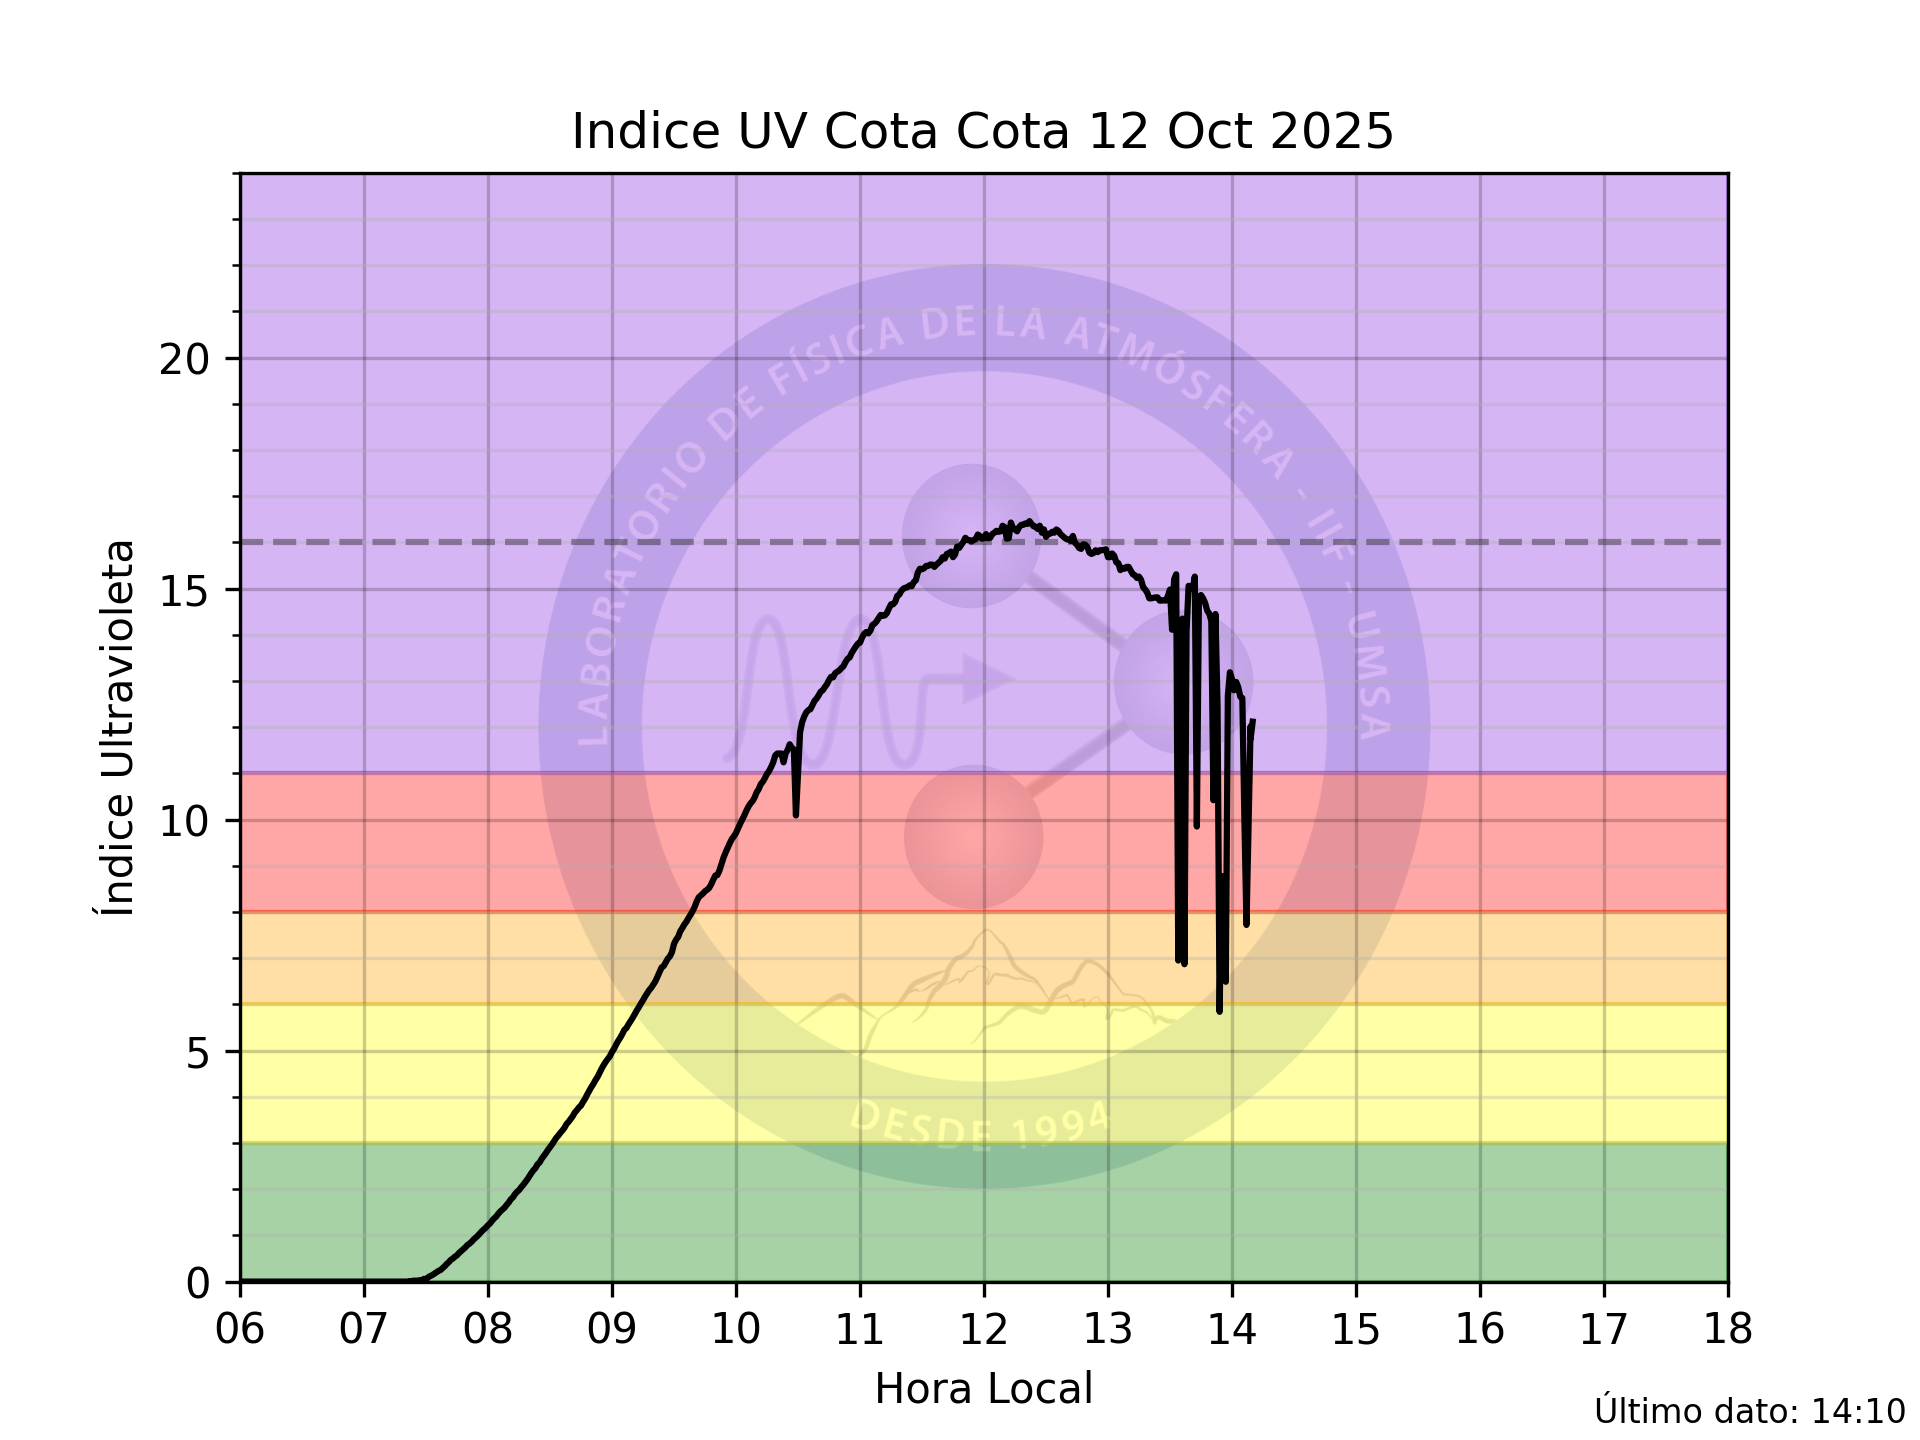 Indice UV Cota Cota 12 Oct 2025
20
15
10
5
0
Índice Ultravioleta
LABORATORIO DE FÍSICA DE LA ATMÓSFERA - IIF - UMSA
DESDE 1994
06 07 08 09 10 11 12 13 14 15 16 17 18
Hora Local
Último dato: 14:10